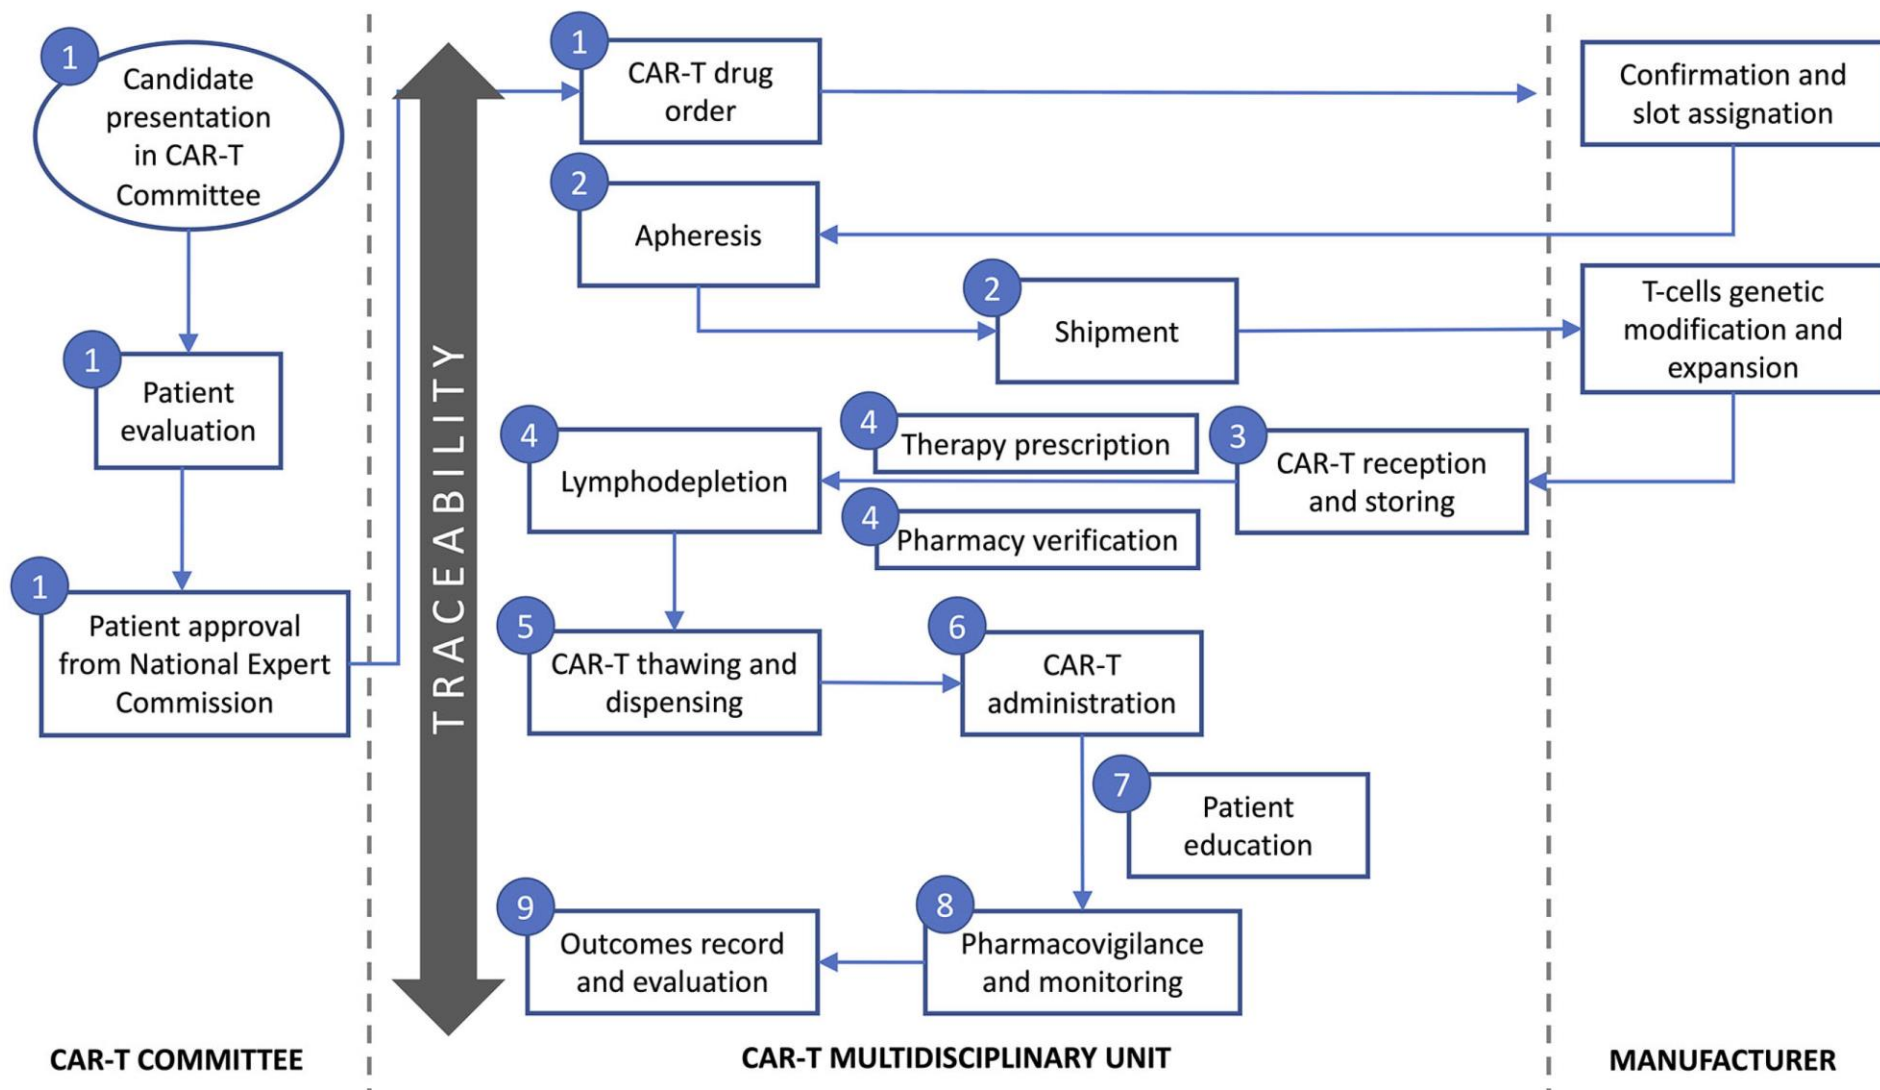 1
Candidate
presentation
in CAR-T
Committee
1
Patient
evaluation
1
Patient approval
from National Expert
Commission
CAR-T COMMITTEE
TRACEABILITY
1
CAR-T drug
order
2
Apheresis
2
Shipment
4
Lymphodepletion
4
Therapy prescription
4
Pharmacy verification
3
CAR-T reception
and storing
5
CAR-T thawing and
dispensing
6
CAR-T
administration
7
Patient
education
8
Pharmacovigilance
and monitoring
9
Outcomes record
and evaluation
CAR-T MULTIDISCIPLINARY UNIT
Confirmation and
slot assignation
T-cells genetic
modification and
expansion
MANUFACTURER